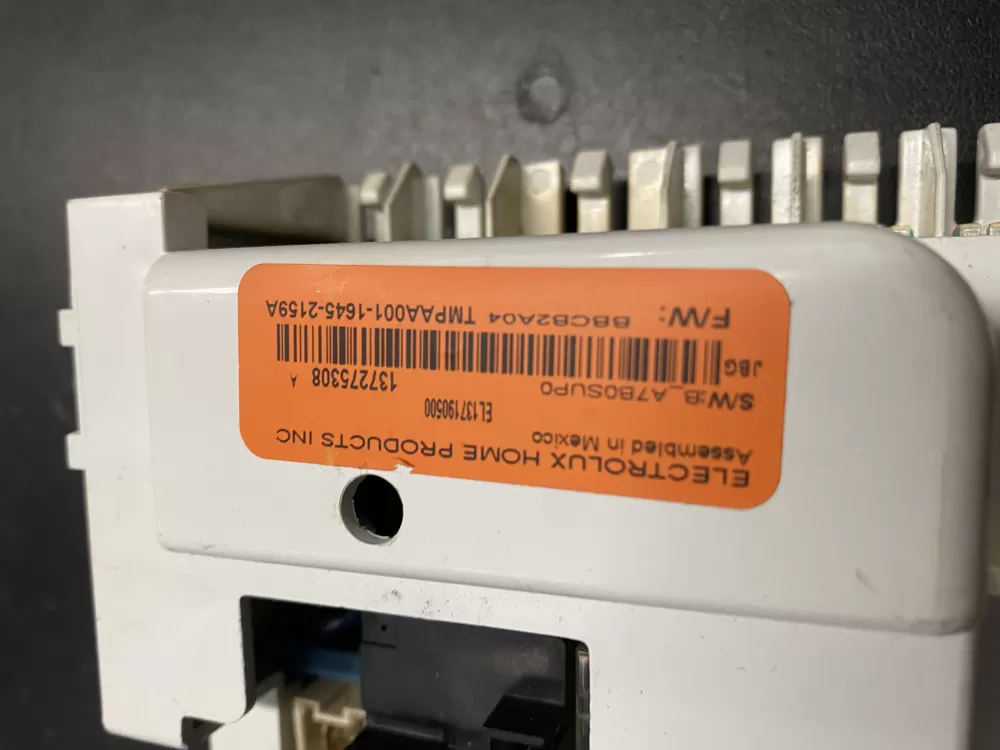 ELECTROLUX HOME PRODUCTS INC
Assembled in Mexico
EL137190500
S/W:B_A7B0SUP0 137275308 A
JBG
F/W: BBCB2A04 TMPAA001-1645-2159A